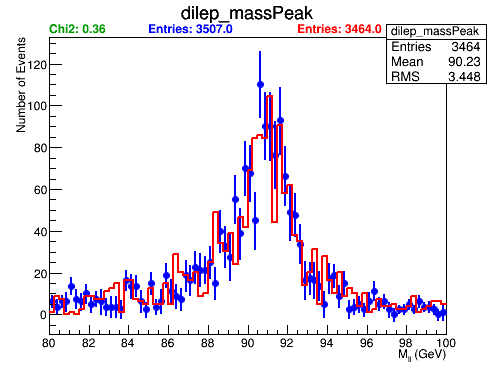 dilep_massPeak
Chi2: 0.36 Entries: 3507.0 Entries: 3464.0
dilep_massPeak
Entries 3464
Mean 90.23
RMS 3.448
Number of Events
120
100
80
60
40
20
0
80 82 84 86 88 90 92 94 96 98 100
M_ll (GeV)